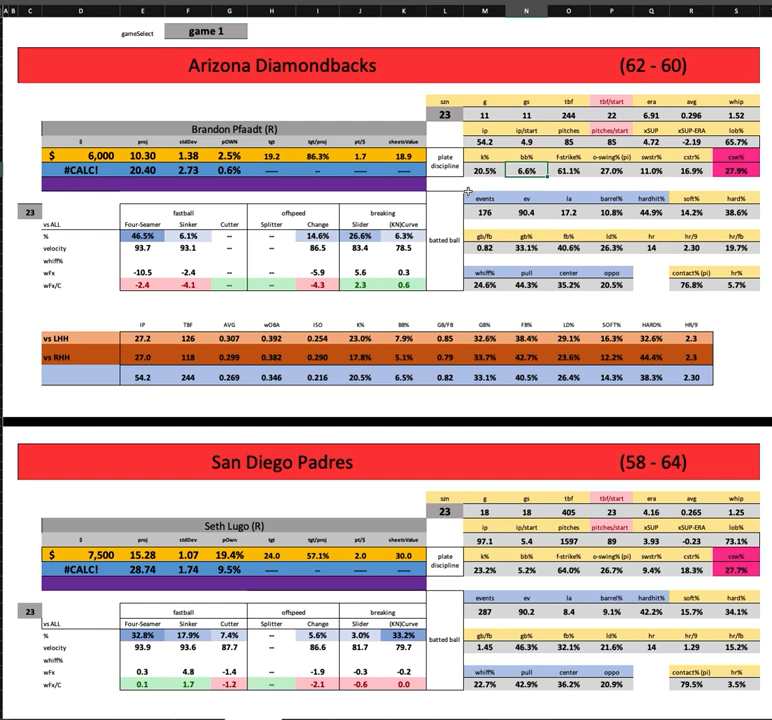 A B C D E F G H I J K L M N O P Q R S
gameSelect game 1
Arizona Diamondbacks (62 - 60)
szn g gs tbf tbf/start era avg whip
23 11 11 244 22 6.91 0.296 1.52
Brandon Pfaadt (R) ip ip/start pitches pitches/start xSUP xSUP-ERA lob%
$ proj stdDev pOWN tgt tgt/proj pt/$ sheetsValue 54.2 4.9 85 85 4.72 -2.19 65.7%
$ 6,000 10.30 1.38 2.5% 19.2 86.3% 1.7 18.9 plate discipline k% bb% f-strike% o-swing% (pi) swstr% cstr% csw%
#CALC! 20.40 2.73 0.6% ---- -- -- -- 20.5% 6.6% 61.1% 27.0% 11.0% 16.9% 27.9%
events ev la barrel% hardhit% soft% hard%
23 fastball offspeed breaking 176 90.4 17.2 10.8% 44.9% 14.2% 38.6%
vs ALL Four-Seamer Sinker Cutter Splitter Change Slider (KN)Curve
% 46.5% 6.1% -- -- 14.6% 26.6% 6.3% batted ball gb/fb gb% fb% ld% hr hr/9 hr/fb
velocity 93.7 93.1 86.5 83.4 78.5 0.82 33.1% 40.6% 26.3% 14 2.30 19.7%
whiff%
wFx -10.5 -2.4 -5.9 5.6 0.3 whiff% pull center oppo contact% (pi) hr%
wFx/C -2.4 -4.1 -- -- -4.3 2.3 0.6 24.6% 44.3% 35.2% 20.5% 76.8% 5.7%
IP TBF AVG wOBA ISO K% BB% GB/FB GB% FB% LD% SOFT% HARD% HR/9
vs LHH 27.2 126 0.307 0.392 0.254 23.0% 7.9% 0.85 32.6% 38.4% 29.1% 16.3% 32.6% 2.3
vs RHH 27.0 118 0.299 0.382 0.290 17.8% 5.1% 0.79 33.7% 42.7% 23.6% 12.2% 44.4% 2.3
54.2 244 0.269 0.346 0.216 20.5% 6.5% 0.82 33.1% 40.5% 26.4% 14.3% 38.3% 2.30
San Diego Padres (58 - 64)
szn g gs tbf tbf/start era avg whip
23 18 18 405 23 4.16 0.265 1.25
Seth Lugo (R) ip ip/start pitches pitches/start xSUP xSUP-ERA lob%
$ proj stdDev pOwn tgt tgt/proj pt/$ sheetsValue 97.1 5.4 1597 89 3.93 -0.23 73.1%
$ 7,500 15.28 1.07 19.4% 24.0 57.1% 2.0 30.0 plate discipline k% bb% f-strike% o-swing% (pi) swstr% cstr% csw%
#CALC! 28.74 1.74 9.5% ---- -- -- -- 23.2% 5.2% 64.0% 26.7% 9.4% 18.3% 27.7%
events ev la barrel% hardhit% soft% hard%
23 fastball offspeed breaking 287 90.2 8.4 9.1% 42.2% 15.7% 34.1%
vs ALL Four-Seamer Sinker Cutter Splitter Change Slider (KN)Curve
% 32.8% 17.9% 7.4% -- 5.6% 3.0% 33.2% batted ball gb/fb gb% fb% ld% hr hr/9 hr/fb
velocity 93.9 93.6 87.7 86.6 81.7 79.7 1.45 46.3% 32.1% 21.6% 14 1.29 15.2%
whiff%
wFx 0.3 4.8 -1.4 -1.9 -0.3 -0.2 whiff% pull center oppo contact% (pi) hr%
wFx/C 0.1 1.7 -1.2 -- -2.1 -0.6 0.0 22.7% 42.9% 36.2% 20.9% 79.5% 3.5%